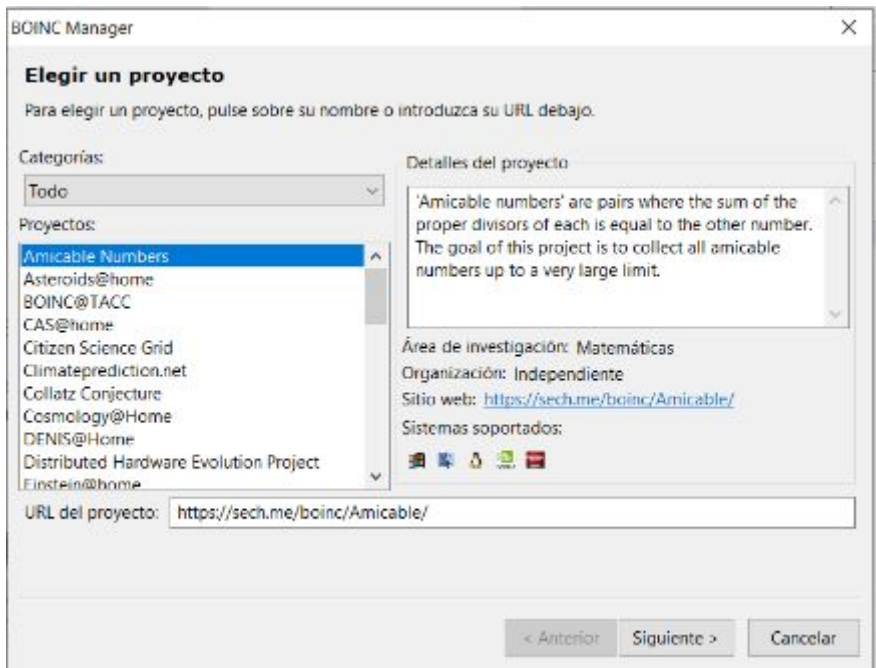 BOINC Manager
Elegir un proyecto
Para elegir un proyecto, pulse sobre su nombre o introduzca su URL debajo.
Categorías:
Todo
Proyectos:
Amicable Numbers
Asteroids@home
BOINC@TACC
CAS@home
Citizen Science Grid
Climateprediction.net
Collatz Conjecture
Cosmology@Home
DENIS@Home
Distributed Hardware Evolution Project
Einstein@home
Detalles del proyecto
'Amicable numbers' are pairs where the sum of the
proper divisors of each is equal to the other number.
The goal of this project is to collect all amicable
numbers up to a very large limit.
Área de investigación: Matemáticas
Organización: Independiente
Sitio web: https://sech.me/boinc/Amicable/
Sistemas soportados:
URL del proyecto: https://sech.me/boinc/Amicable/
< Anterior
Siguiente >
Cancelar